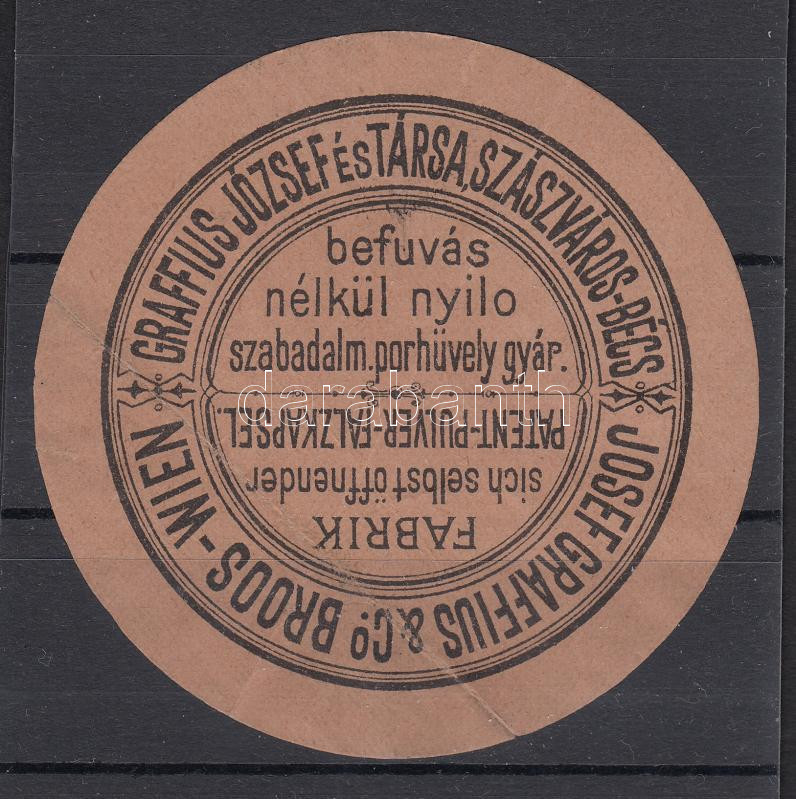 GRAFFIUS JÓZSEF ÉS TÁRSA, SZÁSZVÁROS-BÉCS
befuvás
nélkül nyilo
szabadalm. porhüvely gyár.
darabanth
JOSEF GRAFFIUS & Co. BROOS-WIEN
FABRIK
sich selbst öffnender
PATENT-PULVER-FALZKAPSEL.